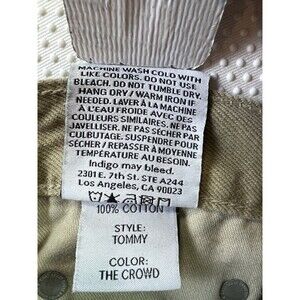 MACHINE WASH COLD WITH
LIKE COLORS. DO NOT USE
BLEACH. DO NOT TUMBLE DRY.
HANG DRY / WARM IRON IF
NEEDED. LAVER À LA MACHINE
À L'EAU FROIDE AVEC DES
COULEURS SIMILAIRES. NE PAS
JAVELLISER. NE PAS SÉCHER PAR
CULBUTAGE. SUSPENDRE POUR
SÉCHER / REPASSER À MOYENNE
TEMPÉRATURE AU BESOIN.
Indigo may bleed.
2301 E. 7th St. STE A244
Los Angeles, CA 90023
100% COTTON
STYLE:
TOMMY
COLOR:
THE CROWD